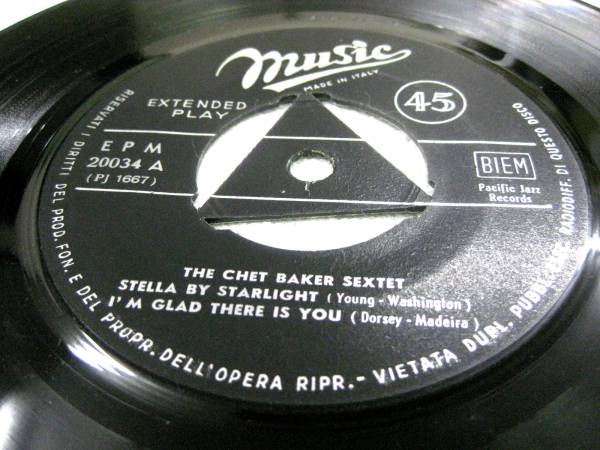 music
MADE IN ITALY
EXTENDED
PLAY
45
E P M
20034 A
(PJ 1667)
BIEM
Pacific Jazz
Records
THE CHET BAKER SEXTET
STELLA BY STARLIGHT (Young - Washington)
I'M GLAD THERE IS YOU (Dorsey - Madeira)
RISERVATI I DIRITTI DEL PROD. FON. E DEL PROPR. DELL'OPERA RIPR. - VIETATA DUPL. PUBBL. RADIODIFF. DI QUESTO DISCO